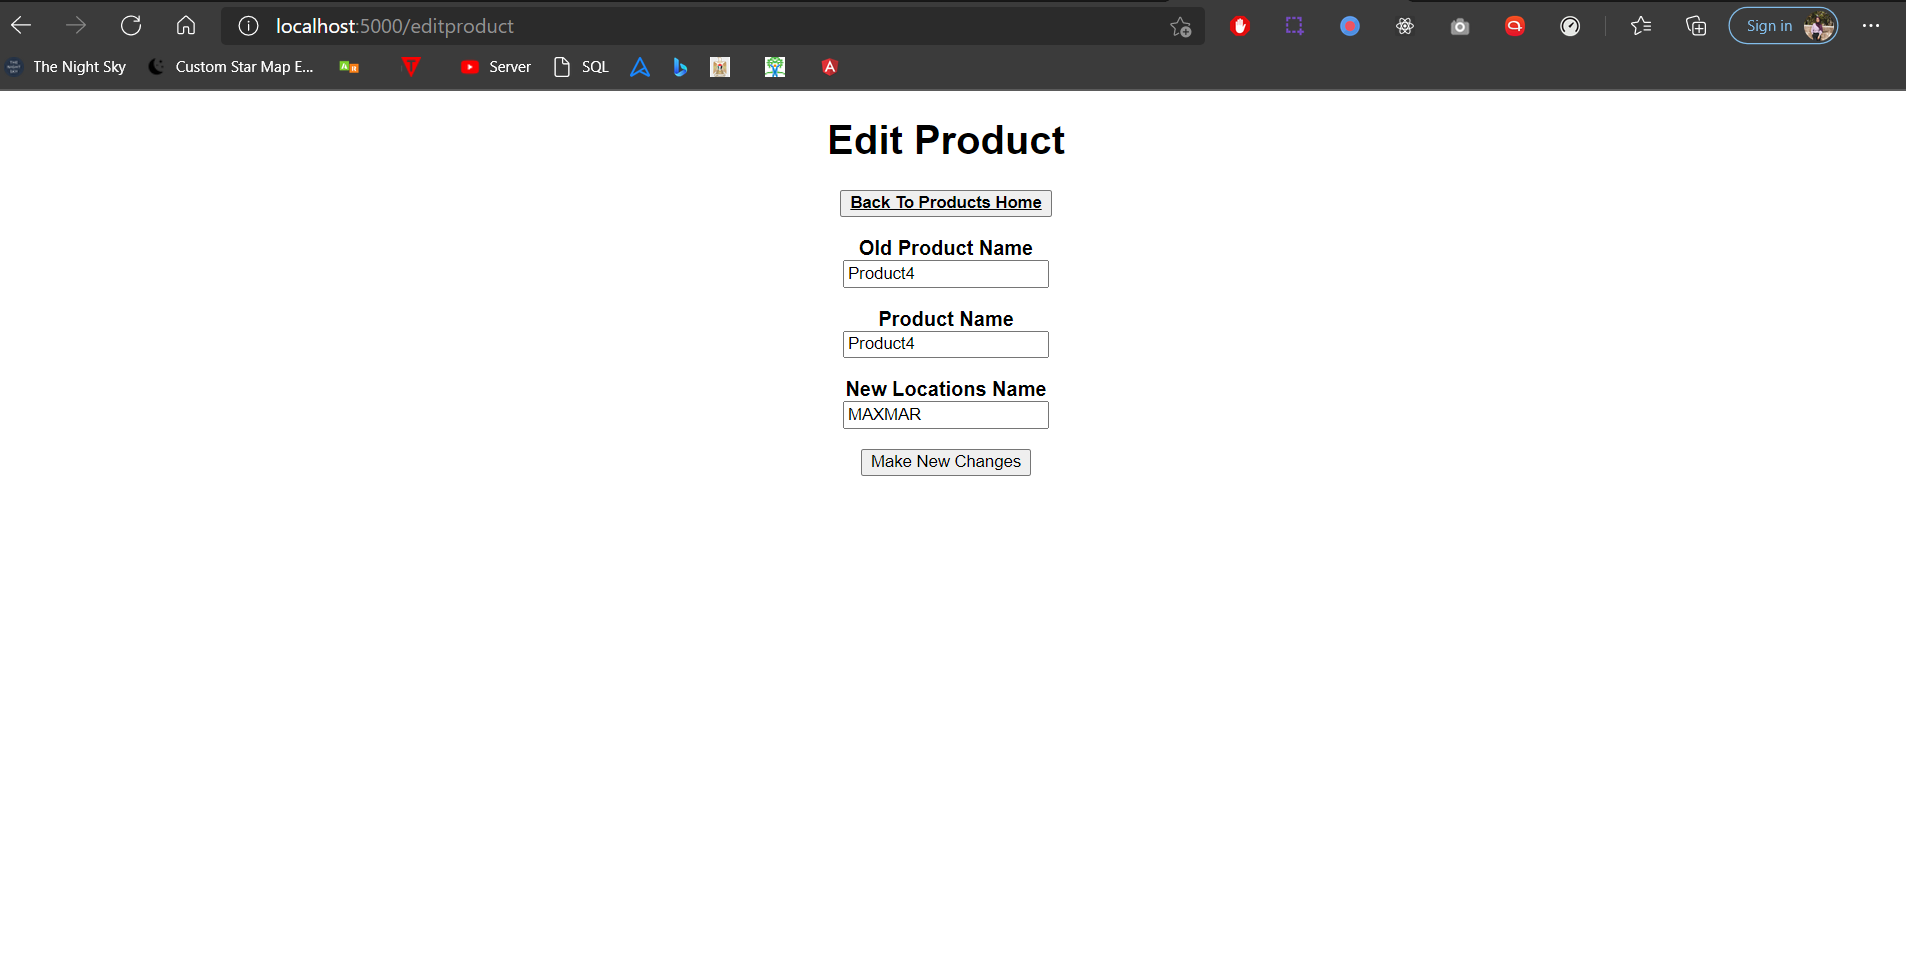 localhost:5000/editproduct
Sign in
The Night Sky
Custom Star Map E...
Server
SQL
Edit Product
Back To Products Home
Old Product Name
Product4
Product Name
Product4
New Locations Name
MAXMAR
Make New Changes